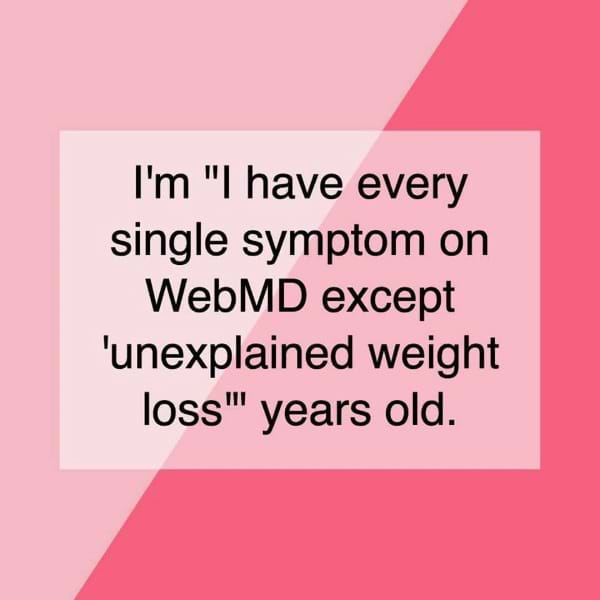 I'm "I have every
single symptom on
WebMD except
'unexplained weight
loss'" years old.